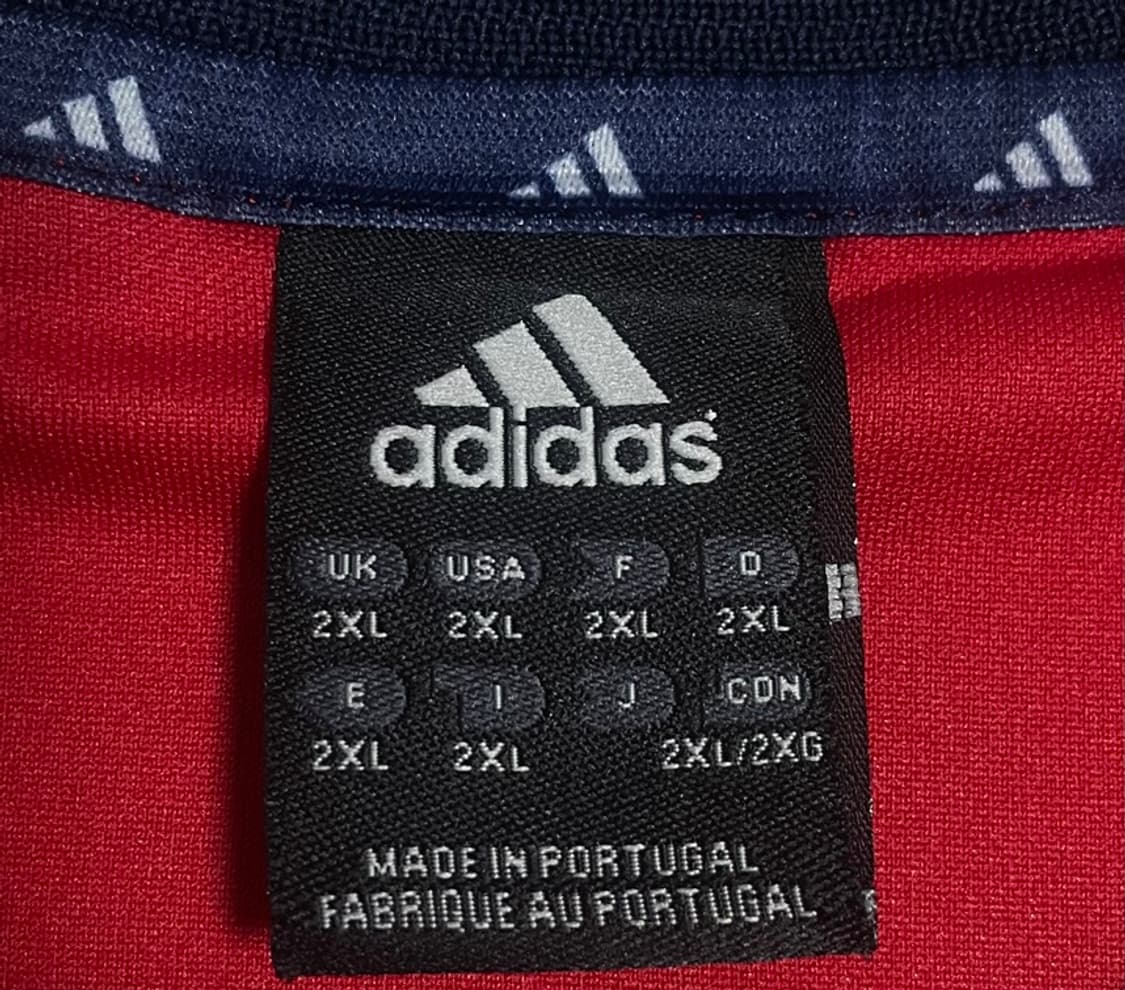 adidas
UK USA F D
2XL 2XL 2XL 2XL
E I J CDN
2XL 2XL 2XL/2XG
MADE IN PORTUGAL
FABRIQUE AU PORTUGAL